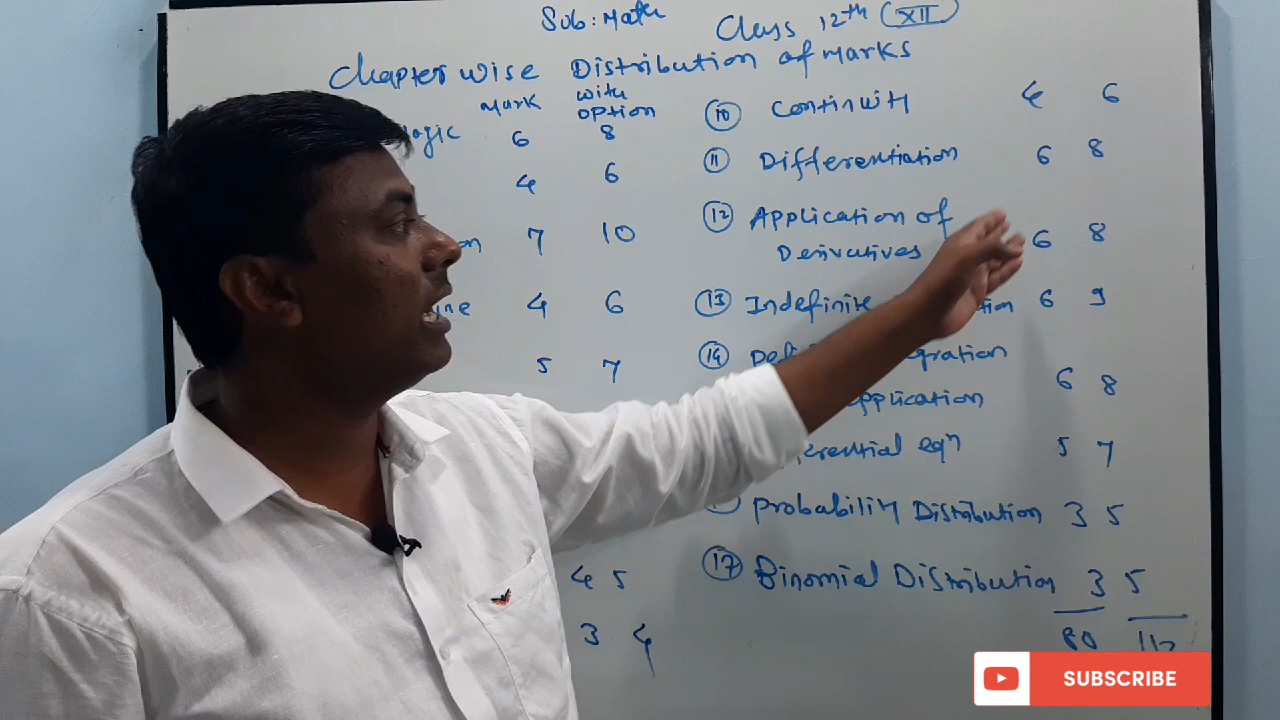 Sub: Math
Class 12th (XII)
Chapter wise Distribution of Marks
Mark with option
logic 6 8
4 6
7 10
4 6
5 7
4 5
3 4
10 Continuity 4 6
11 Differentiation 6 8
12 Application of
Derivatives 6 8
13 Indefinite 6 9
14
application 6 8
eqn 5 7
Probability Distribution 3 5
17 Binomial Distribution 3 5
80
SUBSCRIBE